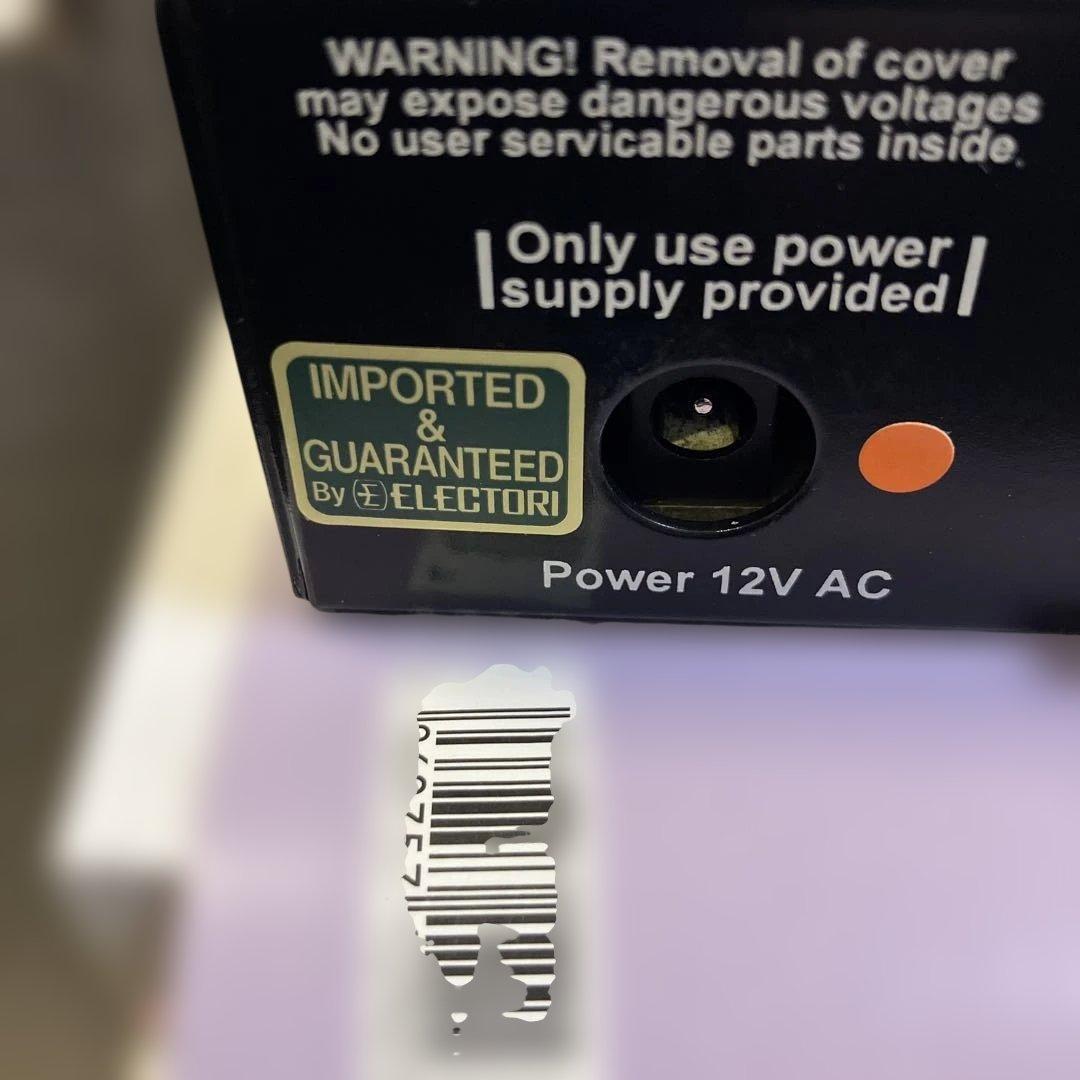 WARNING! Removal of cover
may expose dangerous voltages
No user servicable parts inside.
Only use power
supply provided
IMPORTED
&
GUARANTEED
By E ELECTORI
Power 12V AC